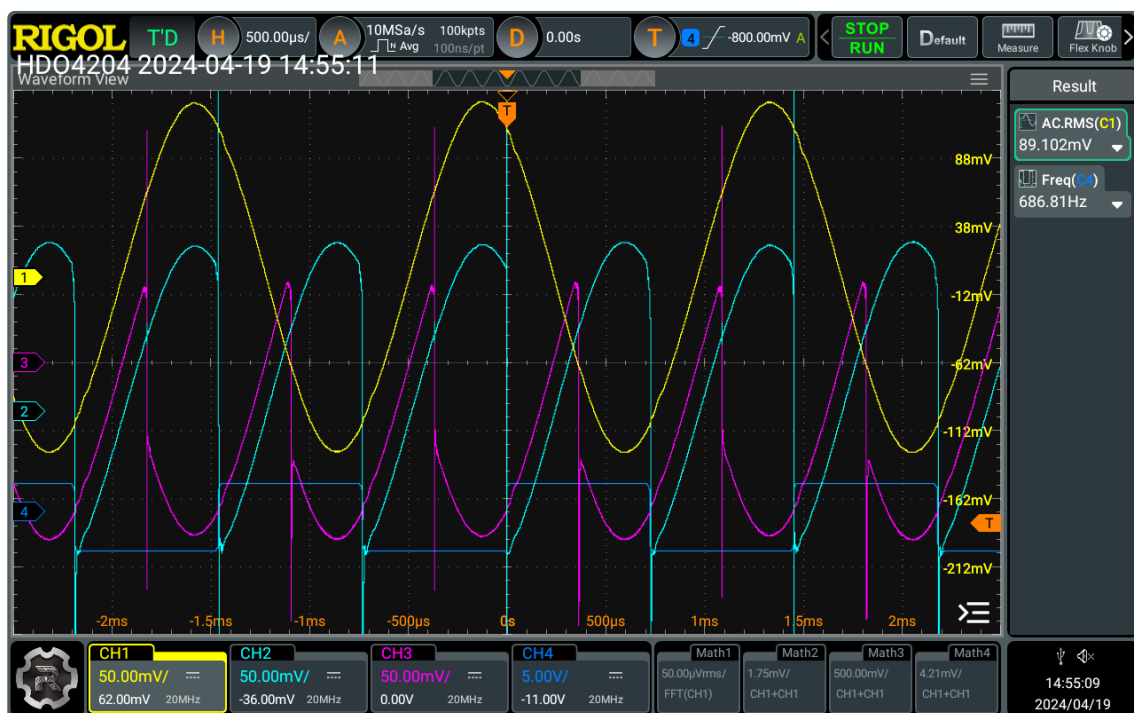 RIGOL T'D H 500.00μs/ A 10MSa/s 100kpts D 0.00s T 4 -800.00mV A STOP Default Measure Flex Knob
N Avg 100ns/pt RUN
HDO4204 2024-04-19 14:55:11
Waveform View
Result
T
AC.RMS(C1)
89.102mV
88mV
Freq(C4)
686.81Hz
38mV
1
-12mV
3
-62mV
2
-112mV
-162mV
4
T
-212mV
-2ms -1.5ms -1ms -500μs 0s 500μs 1ms 1.5ms 2ms
CH1 CH2 CH3 CH4 Math1 Math2 Math3 Math4
50.00mV/ 50.00mV/ 50.00mV/ 5.00V/ 50.00μVrms/ 1.75mV/ 500.00mV/ 4.21mV/
62.00mV 20MHz -36.00mV 20MHz 0.00V 20MHz -11.00V 20MHz FFT(CH1) CH1+CH1 CH1+CH1 CH1+CH1
R
14:55:09
2024/04/19